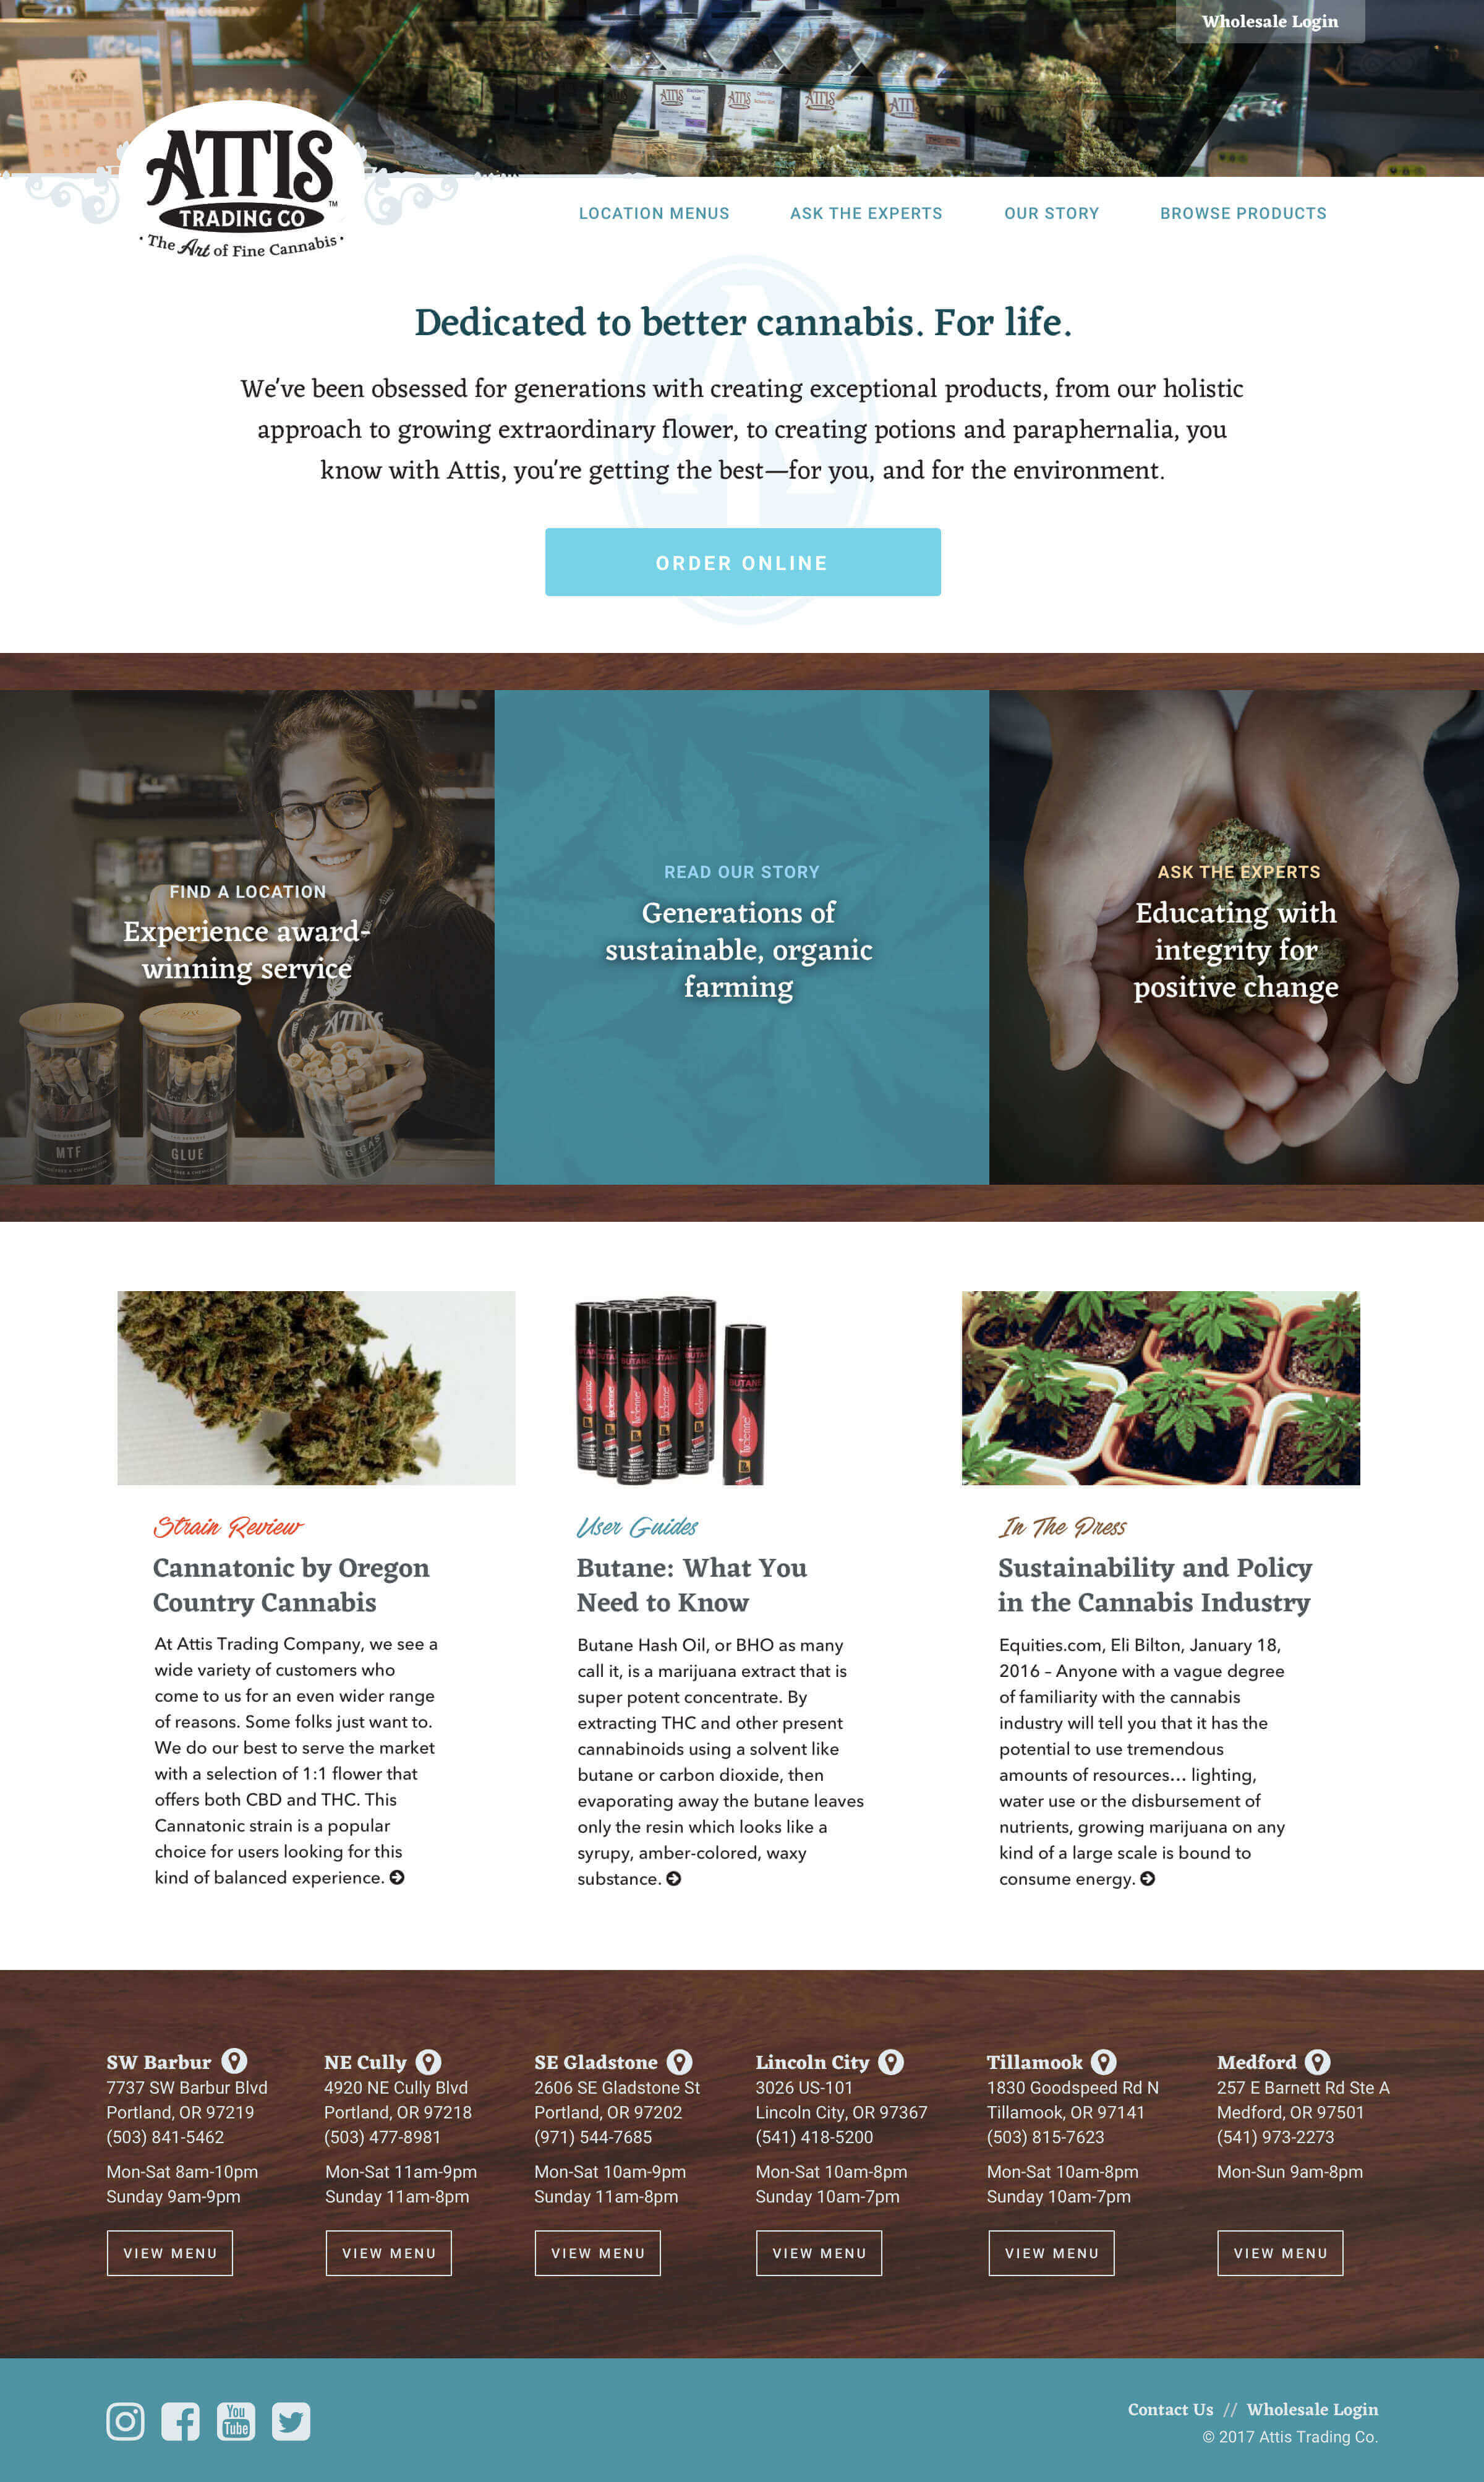 Wholesale Login
ATTIS
TRADING CO
TM
· The Art of Fine Cannabis ·
LOCATION MENUS
ASK THE EXPERTS
OUR STORY
BROWSE PRODUCTS
Dedicated to better cannabis. For life.
We've been obsessed for generations with creating exceptional products, from our holistic
approach to growing extraordinary flower, to creating potions and paraphernalia, you
know with Attis, you're getting the best—for you, and for the environment.
ORDER ONLINE
FIND A LOCATION
Experience award-
winning service
ATTIS
MTF
GLUE
READ OUR STORY
Generations of
sustainable, organic
farming
ASK THE EXPERTS
Educating with
integrity for
positive change
BUTANE
Strain Review
Cannatonic by Oregon
Country Cannabis
At Attis Trading Company, we see a
wide variety of customers who
come to us for an even wider range
of reasons. Some folks just want to.
We do our best to serve the market
with a selection of 1:1 flower that
offers both CBD and THC. This
Cannatonic strain is a popular
choice for users looking for this
kind of balanced experience.
User Guides
Butane: What You
Need to Know
Butane Hash Oil, or BHO as many
call it, is a marijuana extract that is
super potent concentrate. By
extracting THC and other present
cannabinoids using a solvent like
butane or carbon dioxide, then
evaporating away the butane leaves
only the resin which looks like a
syrupy, amber-colored, waxy
substance.
In The Press
Sustainability and Policy
in the Cannabis Industry
Equities.com, Eli Bilton, January 18,
2016 – Anyone with a vague degree
of familiarity with the cannabis
industry will tell you that it has the
potential to use tremendous
amounts of resources… lighting,
water use or the disbursement of
nutrients, growing marijuana on any
kind of a large scale is bound to
consume energy.
SW Barbur
7737 SW Barbur Blvd
Portland, OR 97219
(503) 841-5462
Mon-Sat 8am-10pm
Sunday 9am-9pm
VIEW MENU
NE Cully
4920 NE Cully Blvd
Portland, OR 97218
(503) 477-8981
Mon-Sat 11am-9pm
Sunday 11am-8pm
VIEW MENU
SE Gladstone
2606 SE Gladstone St
Portland, OR 97202
(971) 544-7685
Mon-Sat 10am-9pm
Sunday 11am-8pm
VIEW MENU
Lincoln City
3026 US-101
Lincoln City, OR 97367
(541) 418-5200
Mon-Sat 10am-8pm
Sunday 10am-7pm
VIEW MENU
Tillamook
1830 Goodspeed Rd N
Tillamook, OR 97141
(503) 815-7623
Mon-Sat 10am-8pm
Sunday 10am-7pm
VIEW MENU
Medford
257 E Barnett Rd Ste A
Medford, OR 97501
(541) 973-2273
Mon-Sun 9am-8pm
VIEW MENU
You
Tube
Contact Us // Wholesale Login
© 2017 Attis Trading Co.